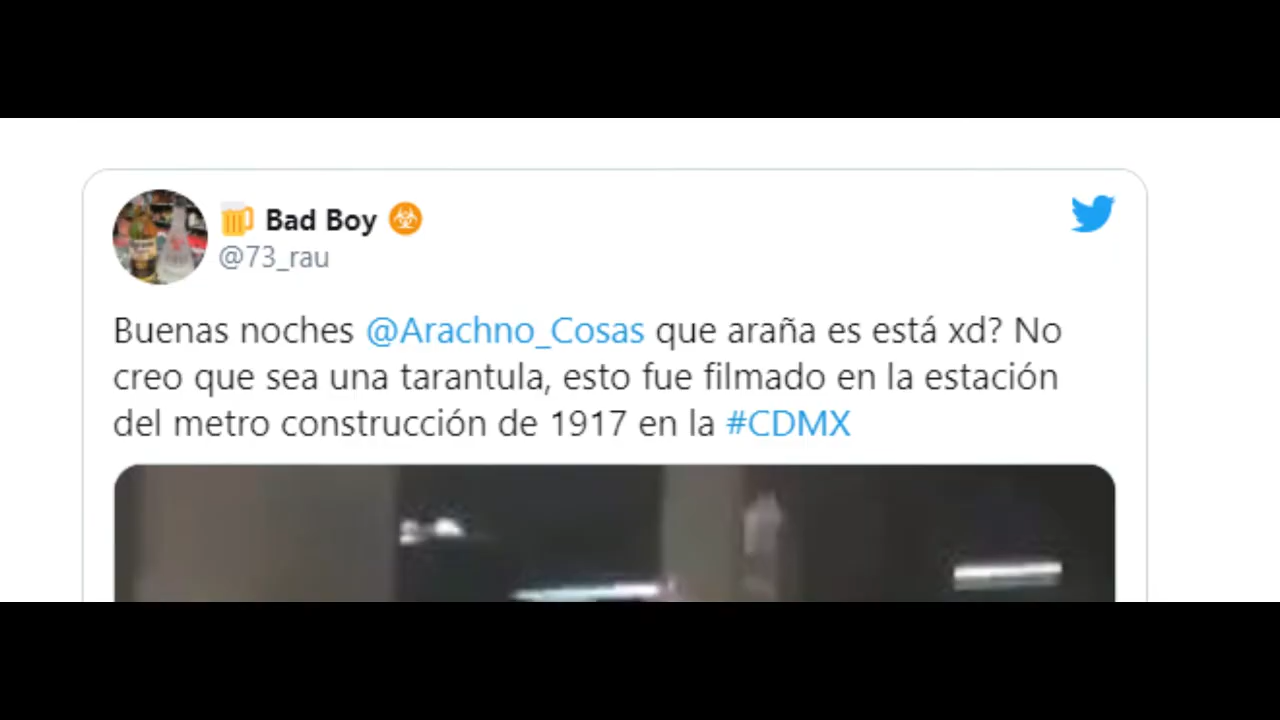 Bad Boy
@73_rau
Buenas noches @Arachno_Cosas que araña es está xd? No
creo que sea una tarantula, esto fue filmado en la estación
del metro construcción de 1917 en la #CDMX